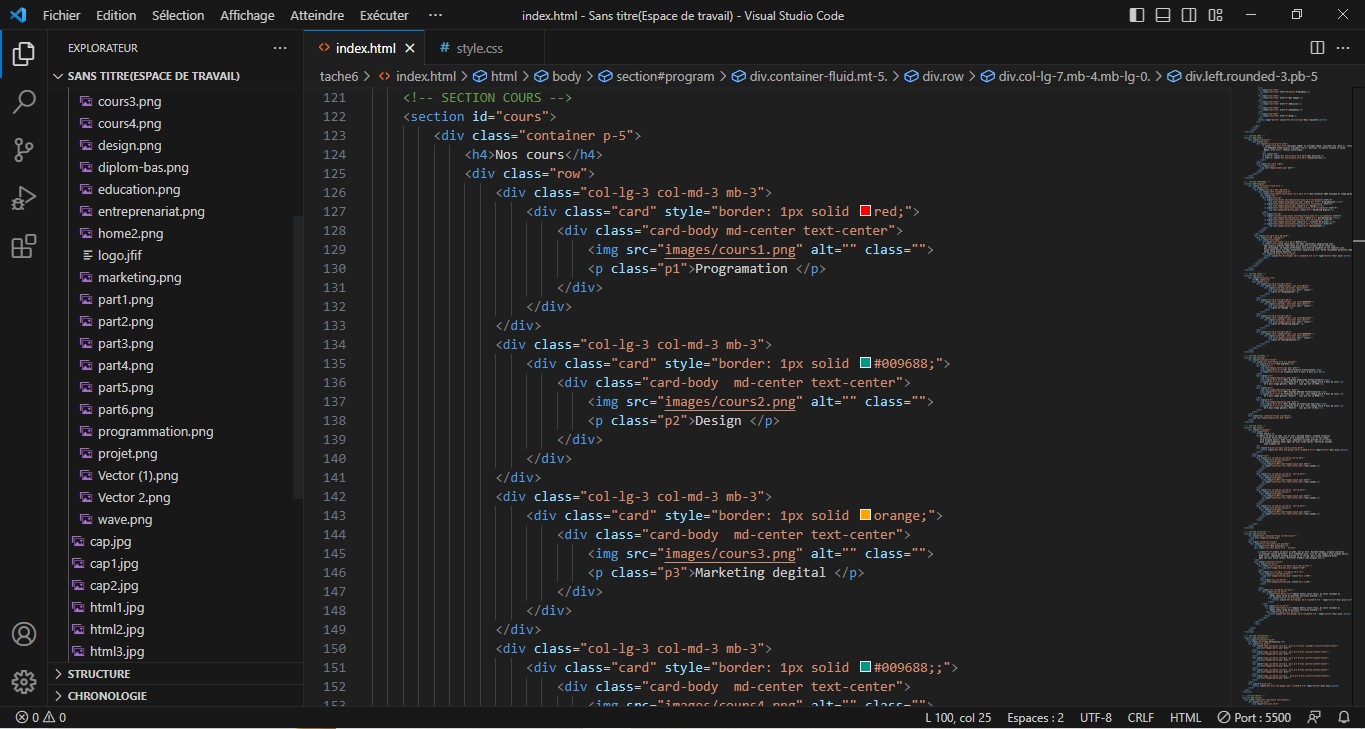 Fichier Edition Sélection Affichage Atteindre Exécuter ··· index.html - Sans titre(Espace de travail) - Visual Studio Code
EXPLORATEUR ···
SANS TITRE(ESPACE DE TRAVAIL)
cours3.png
cours4.png
design.png
diplom-bas.png
education.png
entreprenariat.png
home2.png
logo.jfif
marketing.png
part1.png
part2.png
part3.png
part4.png
part5.png
part6.png
programmation.png
projet.png
Vector (1).png
Vector 2.png
wave.png
cap.jpg
cap1.jpg
cap2.jpg
html1.jpg
html2.jpg
html3.jpg
STRUCTURE
CHRONOLOGIE
<> index.html # style.css
tache6 > <> index.html > html > body > section#program > div.container-fluid.mt-5. > div.row > div.col-lg-7.mb-4.mb-lg-0. > div.left.rounded-3.pb-5
121 <!-- SECTION COURS -->
122 <section id="cours">
123 <div class="container p-5">
124 <h4>Nos cours</h4>
125 <div class="row">
126 <div class="col-lg-3 col-md-3 mb-3">
127 <div class="card" style="border: 1px solid red;">
128 <div class="card-body md-center text-center">
129 <img src="images/cours1.png" alt="" class="">
130 <p class="p1">Programation </p>
131 </div>
132 </div>
133 </div>
134 <div class="col-lg-3 col-md-3 mb-3">
135 <div class="card" style="border: 1px solid #009688;">
136 <div class="card-body  md-center text-center">
137 <img src="images/cours2.png" alt="" class="">
138 <p class="p2">Design </p>
139 </div>
140 </div>
141 </div>
142 <div class="col-lg-3 col-md-3 mb-3">
143 <div class="card" style="border: 1px solid orange;">
144 <div class="card-body  md-center text-center">
145 <img src="images/cours3.png" alt="" class="">
146 <p class="p3">Marketing degital </p>
147 </div>
148 </div>
149 </div>
150 <div class="col-lg-3 col-md-3 mb-3">
151 <div class="card" style="border: 1px solid #009688;;">
152 <div class="card-body  md-center text-center">
153 <img src="images/cours4.png" alt="" class="">
0 0 L 100, col 25 Espaces : 2 UTF-8 CRLF HTML Port : 5500